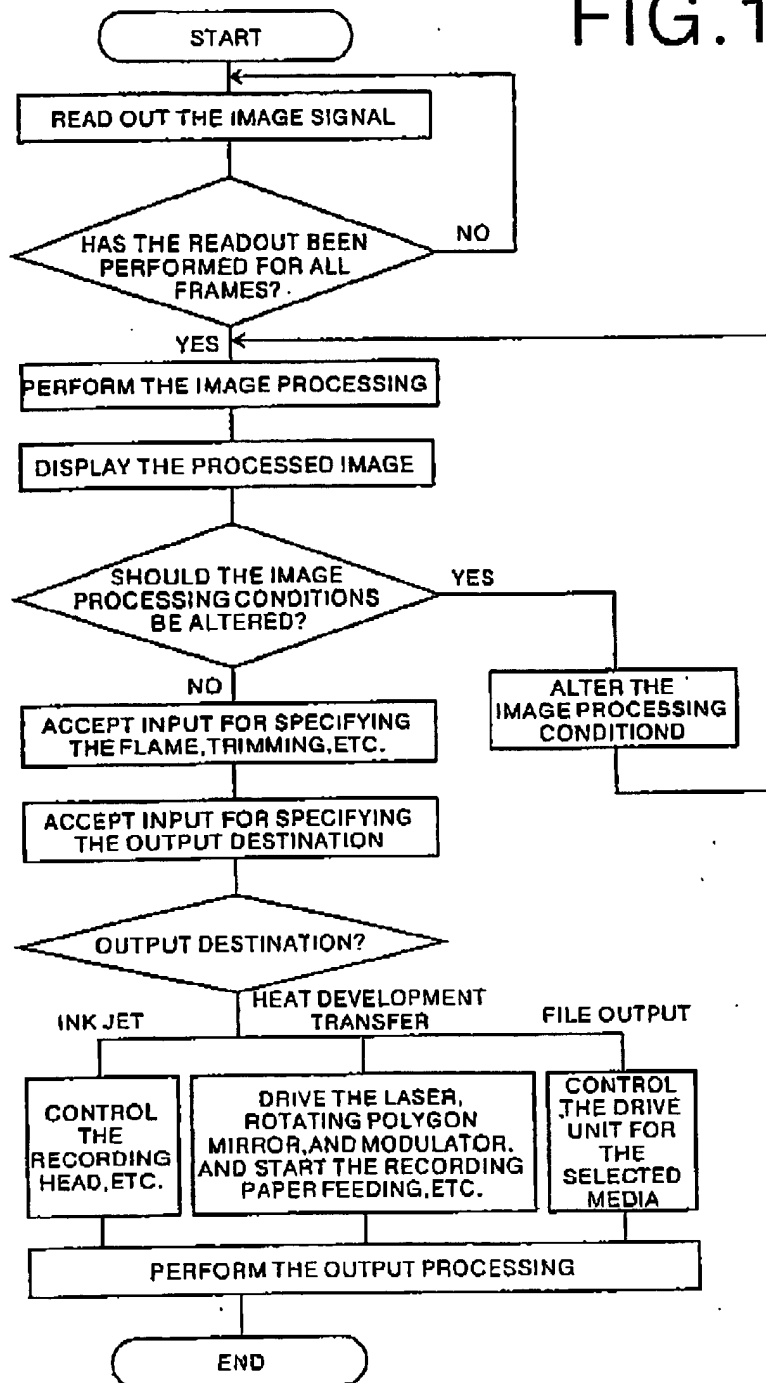 FIG.1
START
READ OUT THE IMAGE SIGNAL
HAS THE READOUT BEEN
PERFORMED FOR ALL
FRAMES?
NO
YES
PERFORM THE IMAGE PROCESSING
DISPLAY THE PROCESSED IMAGE
SHOULD THE IMAGE
PROCESSING CONDITIONS
BE ALTERED?
YES
NO
ALTER THE
IMAGE PROCESSING
CONDITIOND
ACCEPT INPUT FOR SPECIFYING
THE FLAME,TRIMMING,ETC.
ACCEPT INPUT FOR SPECIFYING
THE OUTPUT DESTINATION
OUTPUT DESTINATION?
INK JET
HEAT DEVELOPMENT
TRANSFER
FILE OUTPUT
CONTROL
THE
RECORDING
HEAD,ETC.
DRIVE THE LASER,
ROTATING POLYGON
MIRROR,AND MODULATOR.
AND START THE RECORDING
PAPER FEEDING,ETC.
CONTROL
THE DRIVE
UNIT FOR
THE
SELECTED
MEDIA
PERFORM THE OUTPUT PROCESSING
END